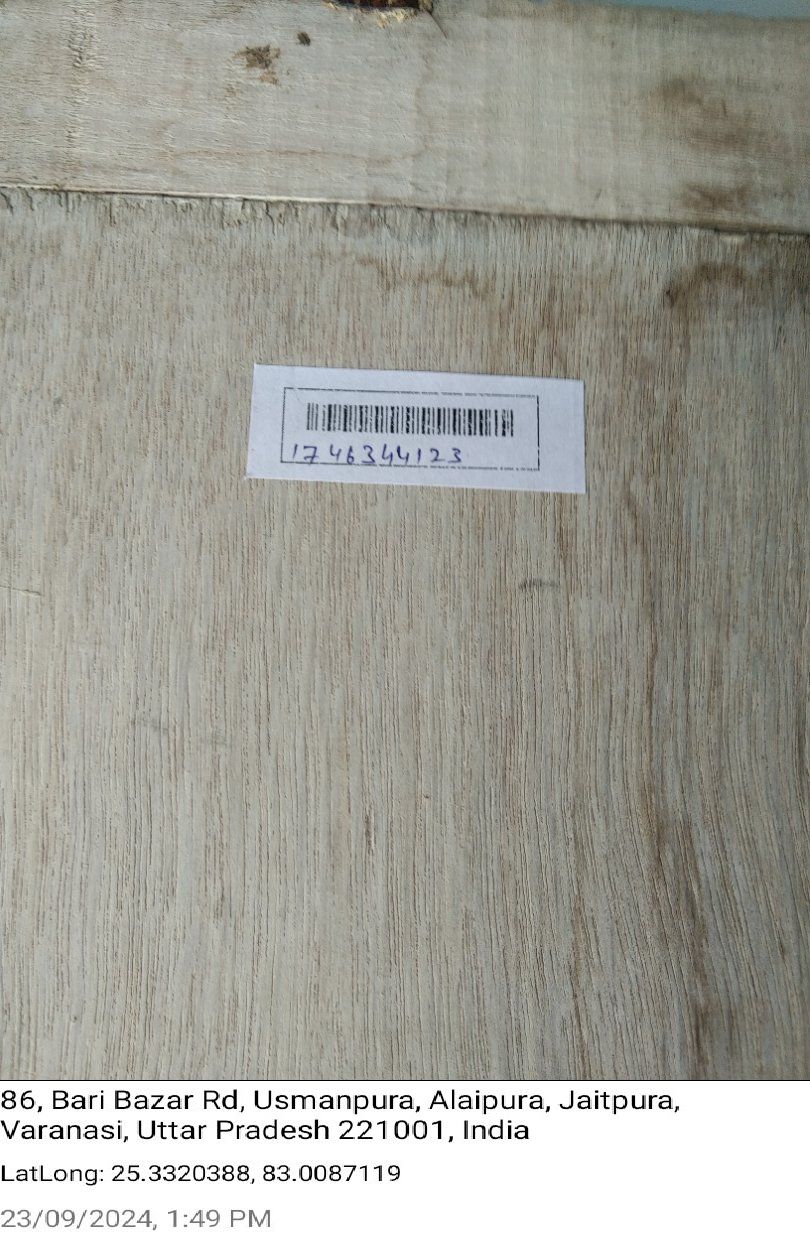 1746344123
86, Bari Bazar Rd, Usmanpura, Alaipura, Jaitpura,
Varanasi, Uttar Pradesh 221001, India
LatLong: 25.3320388, 83.0087119
23/09/2024, 1:49 PM